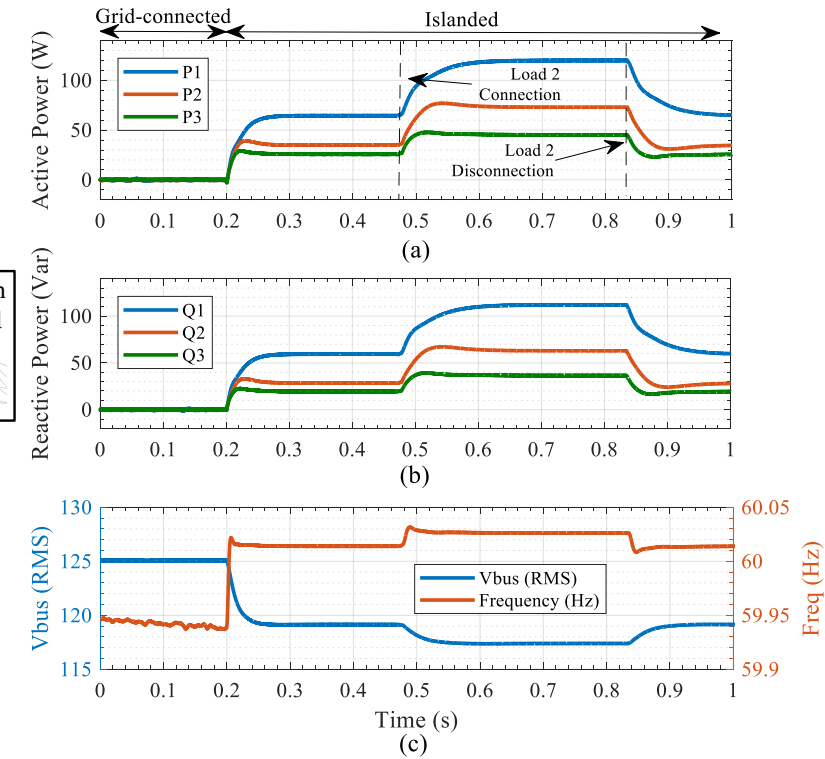 Grid-connected
Islanded
Active Power (W)
100
50
0
P1
P2
P3
Load 2
Connection
Load 2
Disconnection
0 0.1 0.2 0.3 0.4 0.5 0.6 0.7 0.8 0.9 1
(a)
Reactive Power (Var)
100
50
0
Q1
Q2
Q3
0 0.1 0.2 0.3 0.4 0.5 0.6 0.7 0.8 0.9 1
(b)
Vbus (RMS)
130
125
120
115
Vbus (RMS)
Frequency (Hz)
60.05
60
59.95
59.9
Freq (Hz)
0 0.1 0.2 0.3 0.4 0.5 0.6 0.7 0.8 0.9 1
Time (s)
(c)